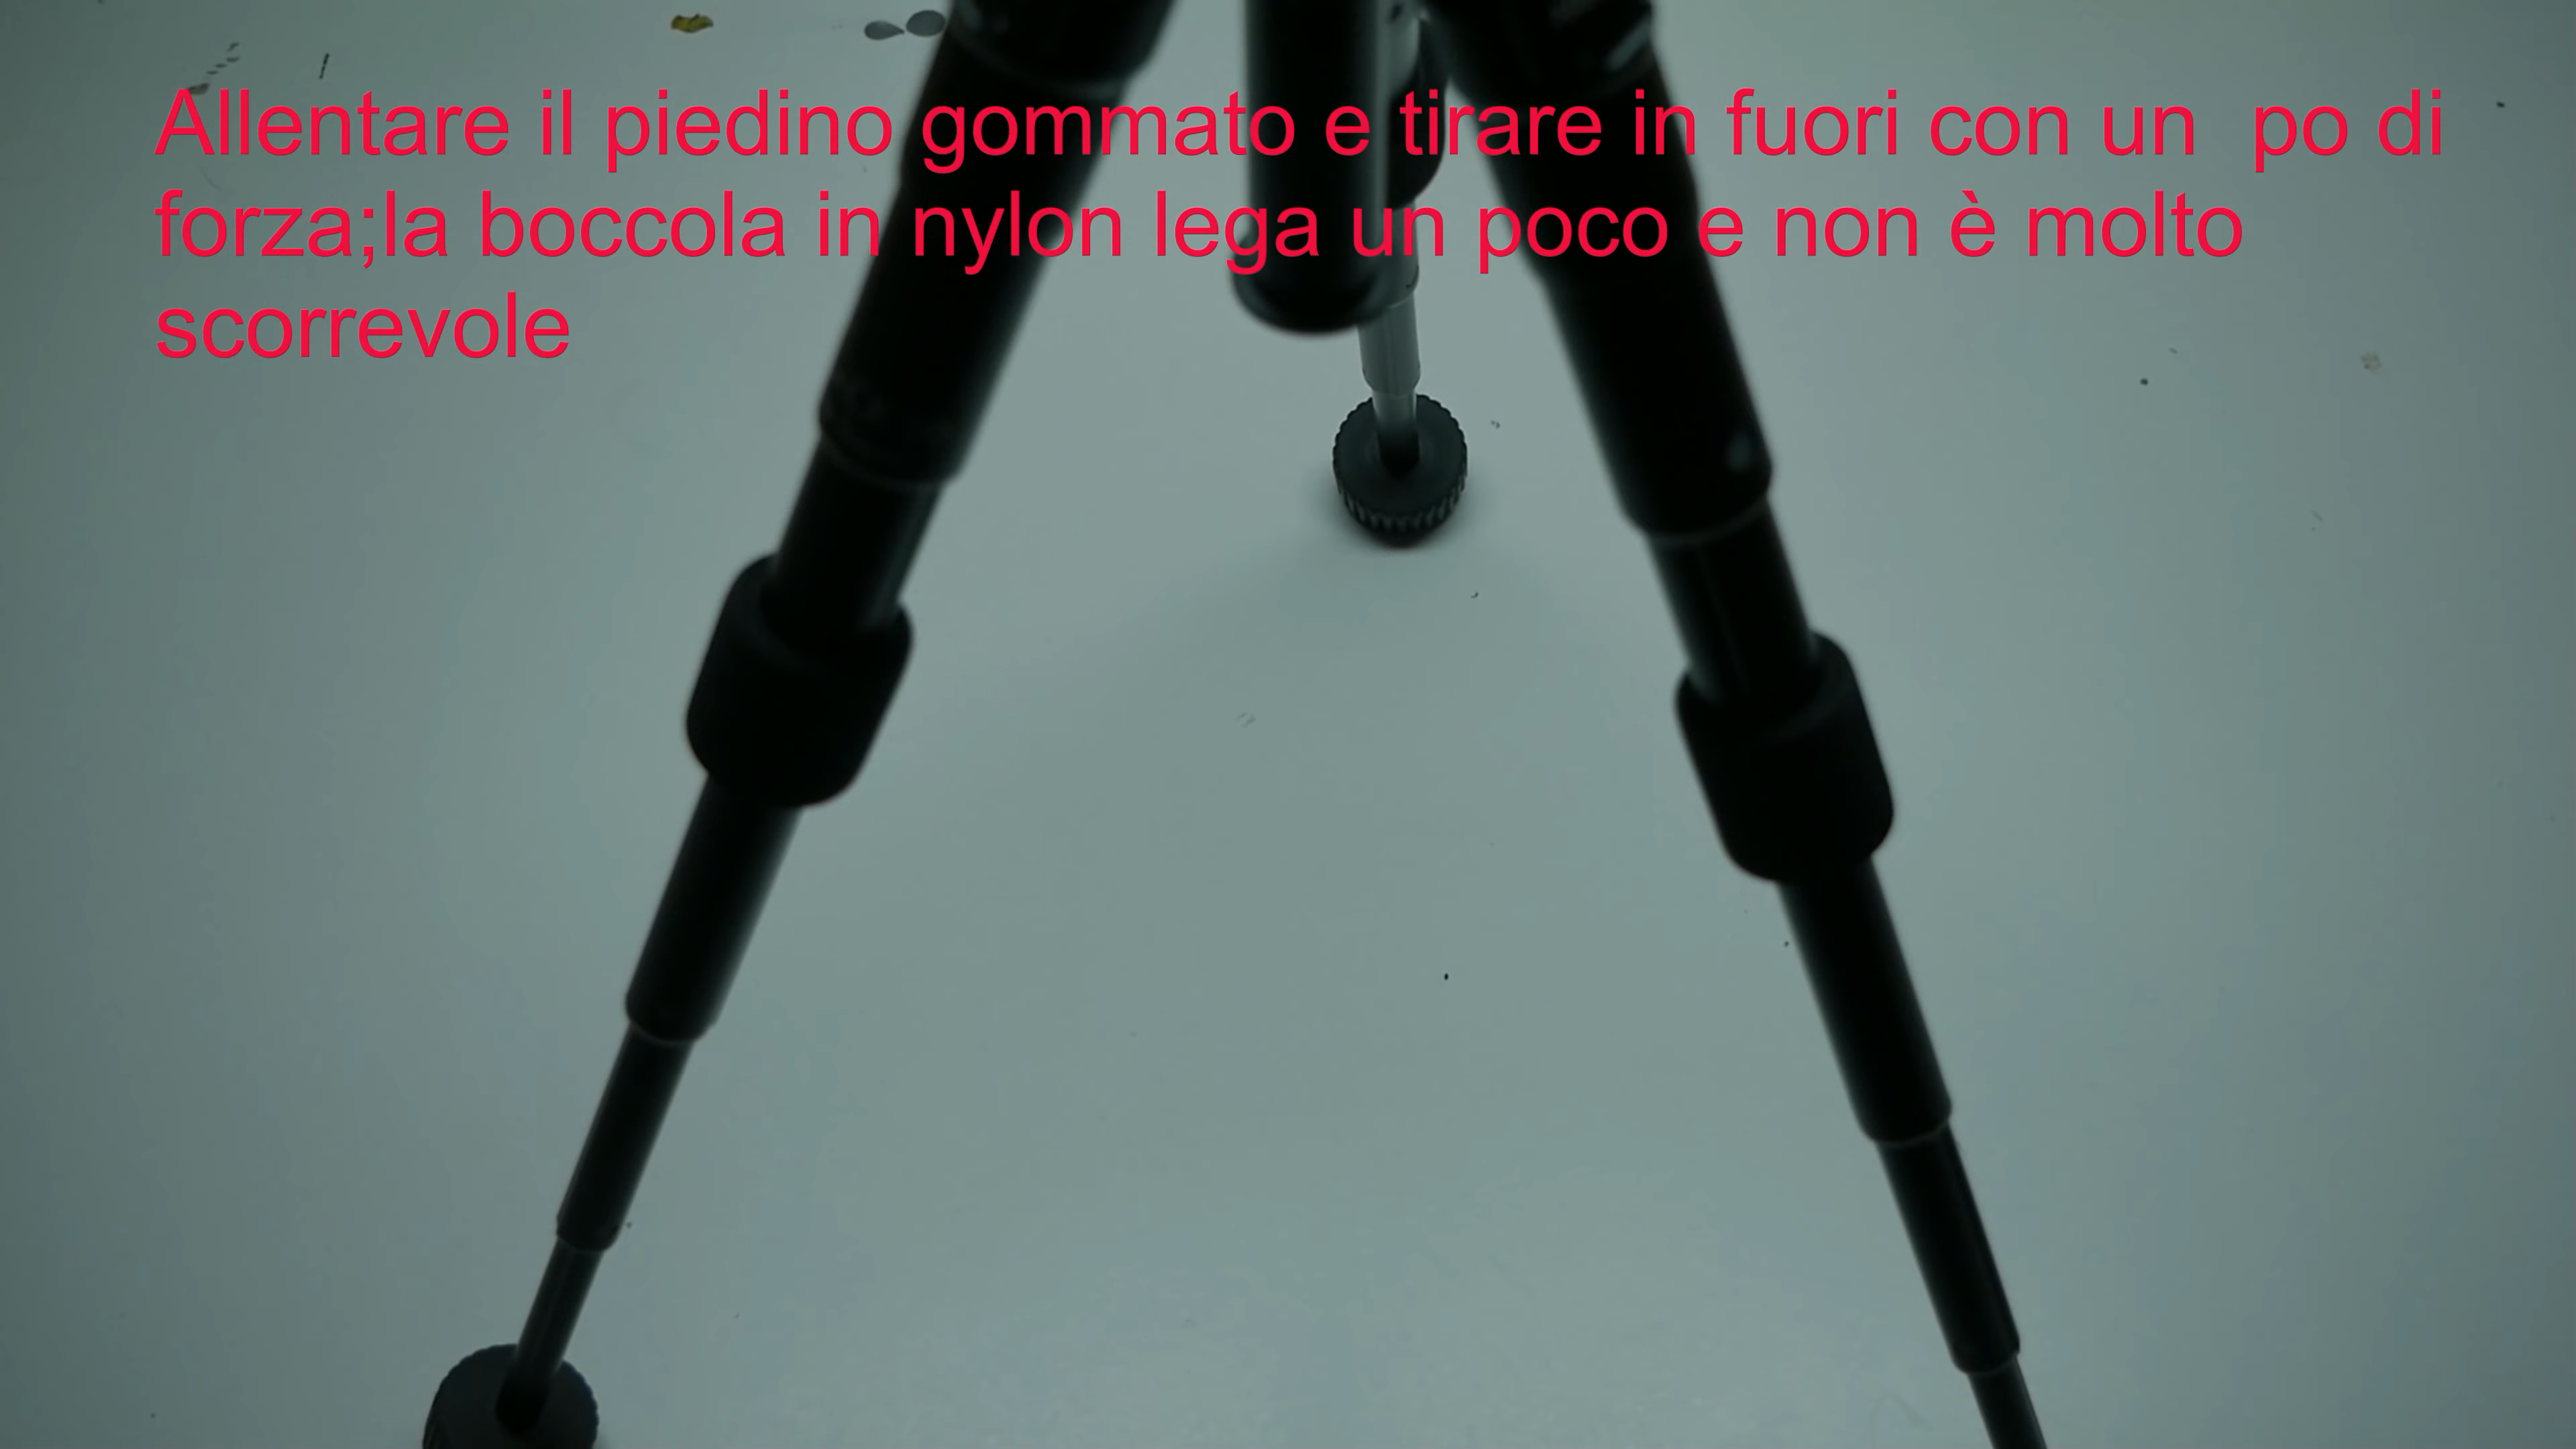 Allentare il piedino gommato e tirare in fuori con un  po di
forza;la boccola in nylon lega un poco e non è molto
scorrevole